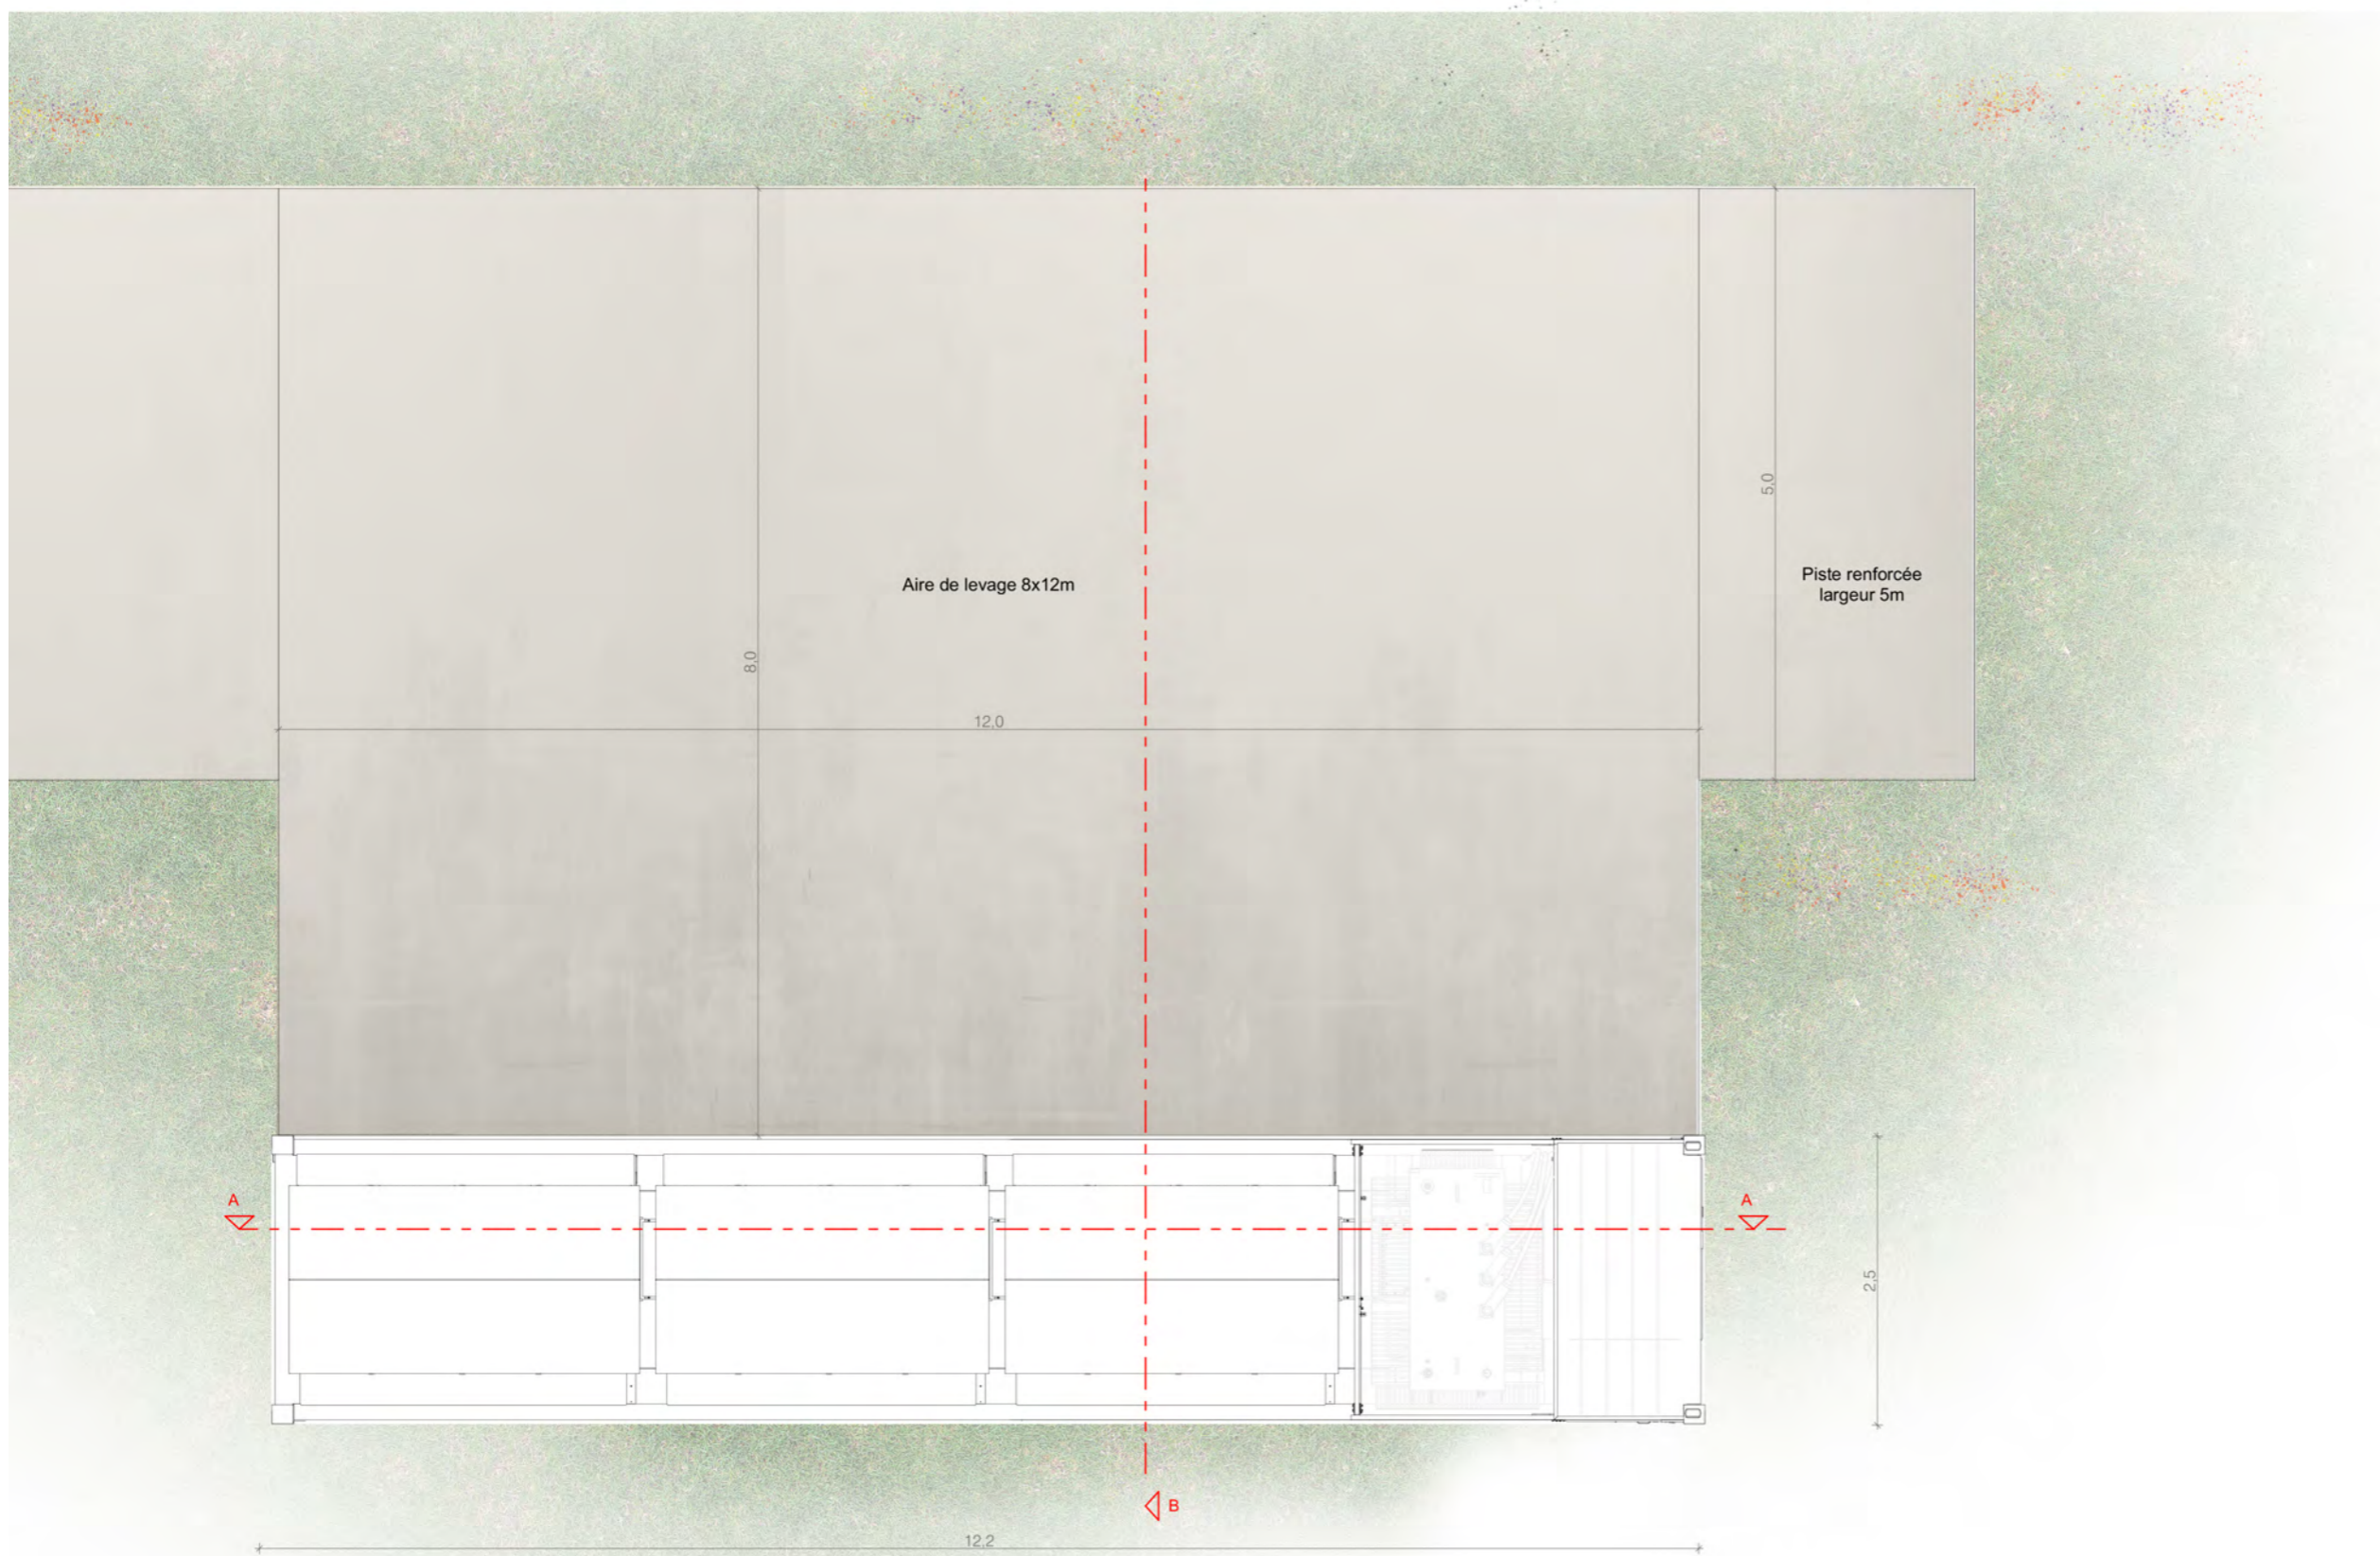 5,0
Aire de levage 8x12m
Piste renforcée
largeur 5m
8,0
12,0
A
A
2,5
B
12,2